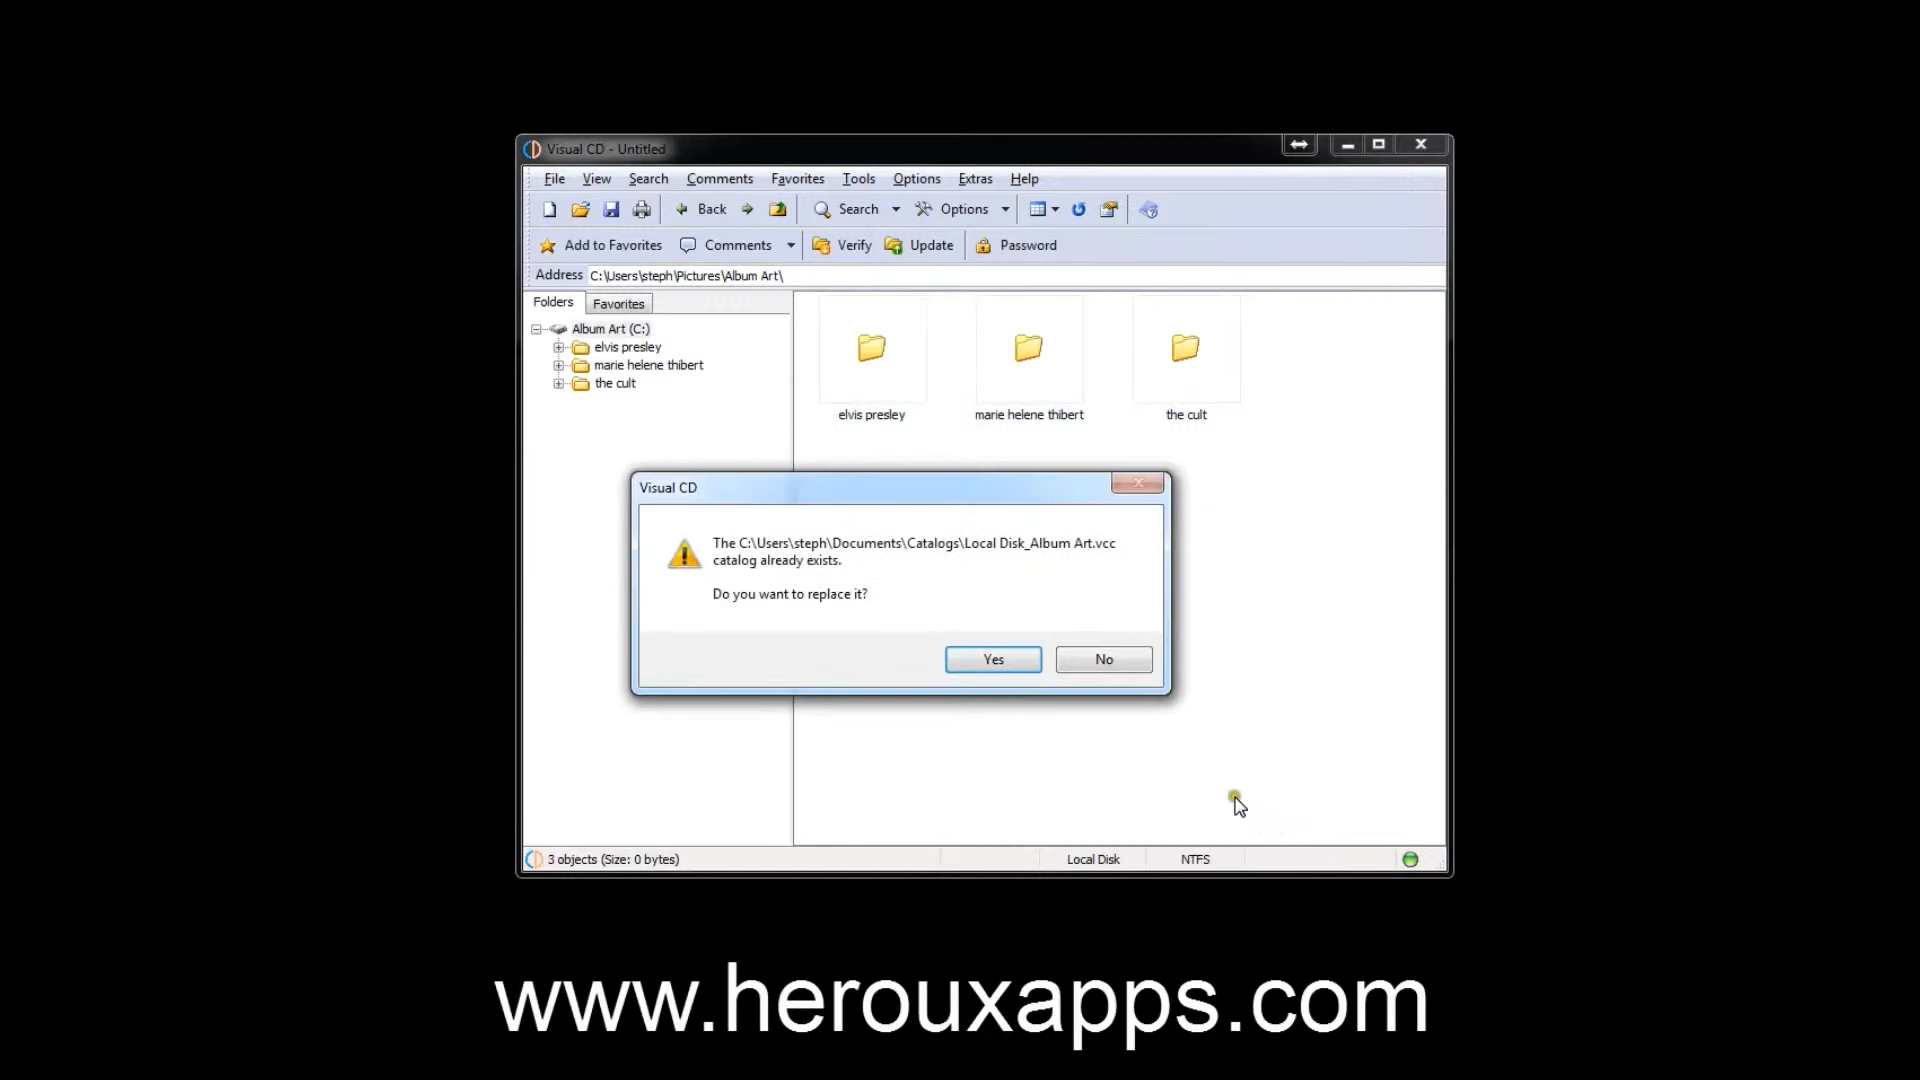 Visual CD - Untitled
File View Search Comments Favorites Tools Options Extras Help
Back Search Options
Add to Favorites Comments Verify Update Password
Address C:\Users\steph\Pictures\Album Art\
Folders Favorites
Album Art (C:)
elvis presley
marie helene thibert
the cult
elvis presley marie helene thibert the cult
Visual CD
The C:\Users\steph\Documents\Catalogs\Local Disk_Album Art.vcc
catalog already exists.
Do you want to replace it?
Yes No
3 objects (Size: 0 bytes) Local Disk NTFS
www.herouxapps.com